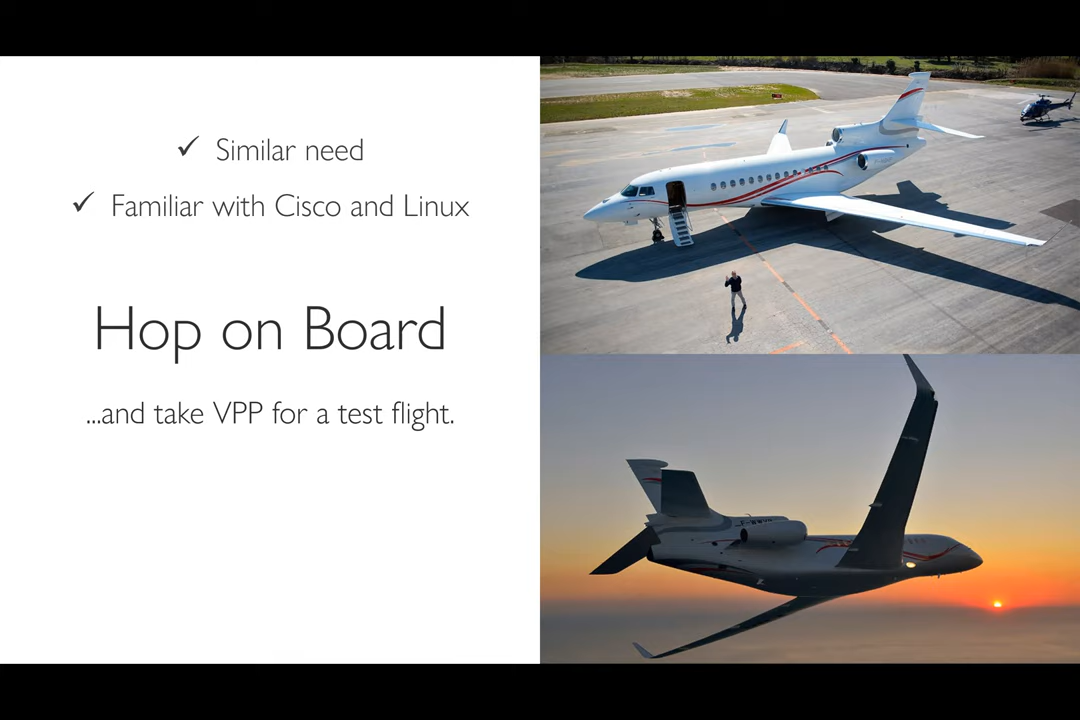 ✓ Similar need
✓ Familiar with Cisco and Linux
Hop on Board
...and take VPP for a test flight.